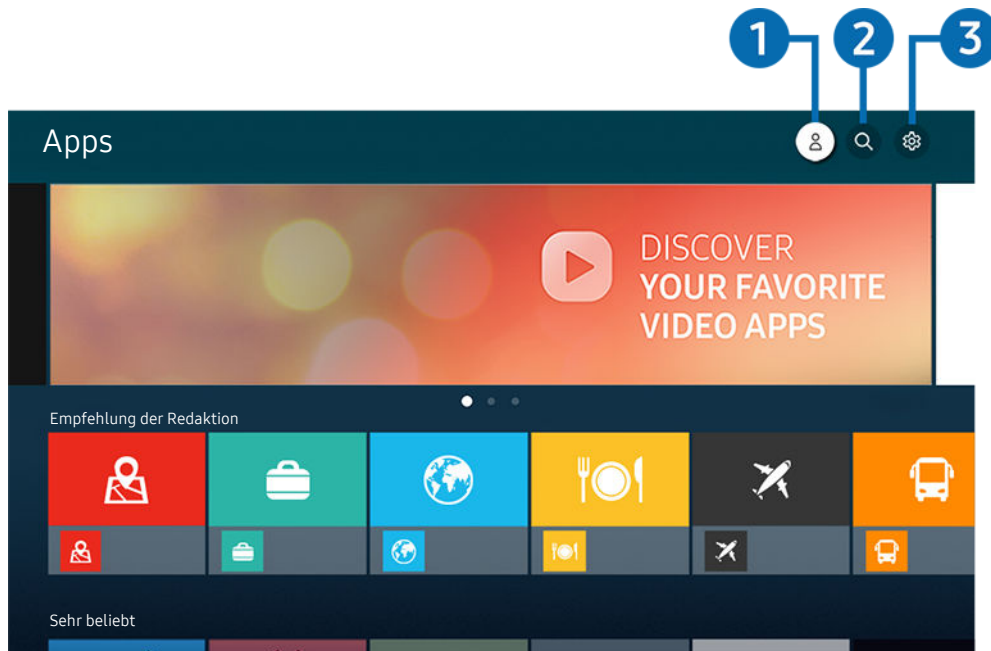 1 2 3
Apps
DISCOVER
YOUR FAVORITE
VIDEO APPS
Empfehlung der Redaktion
Sehr beliebt